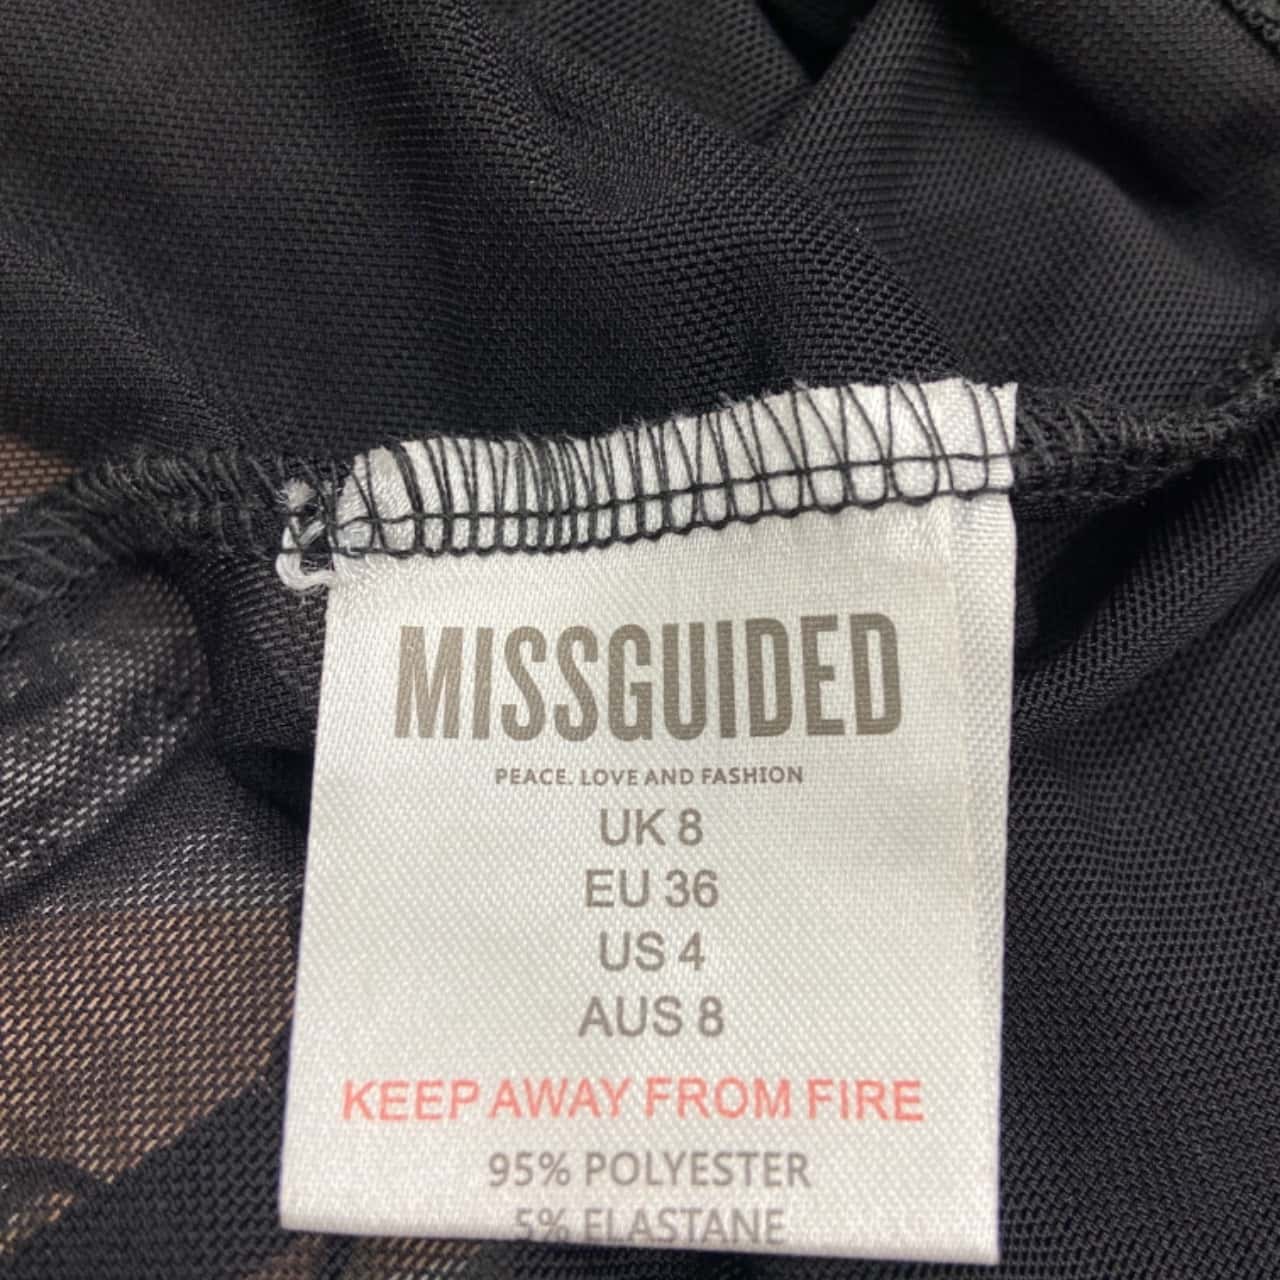 MISSGUIDED
PEACE. LOVE AND FASHION
UK 8
EU 36
US 4
AUS 8
KEEP AWAY FROM FIRE
95% POLYESTER
5% ELASTANE